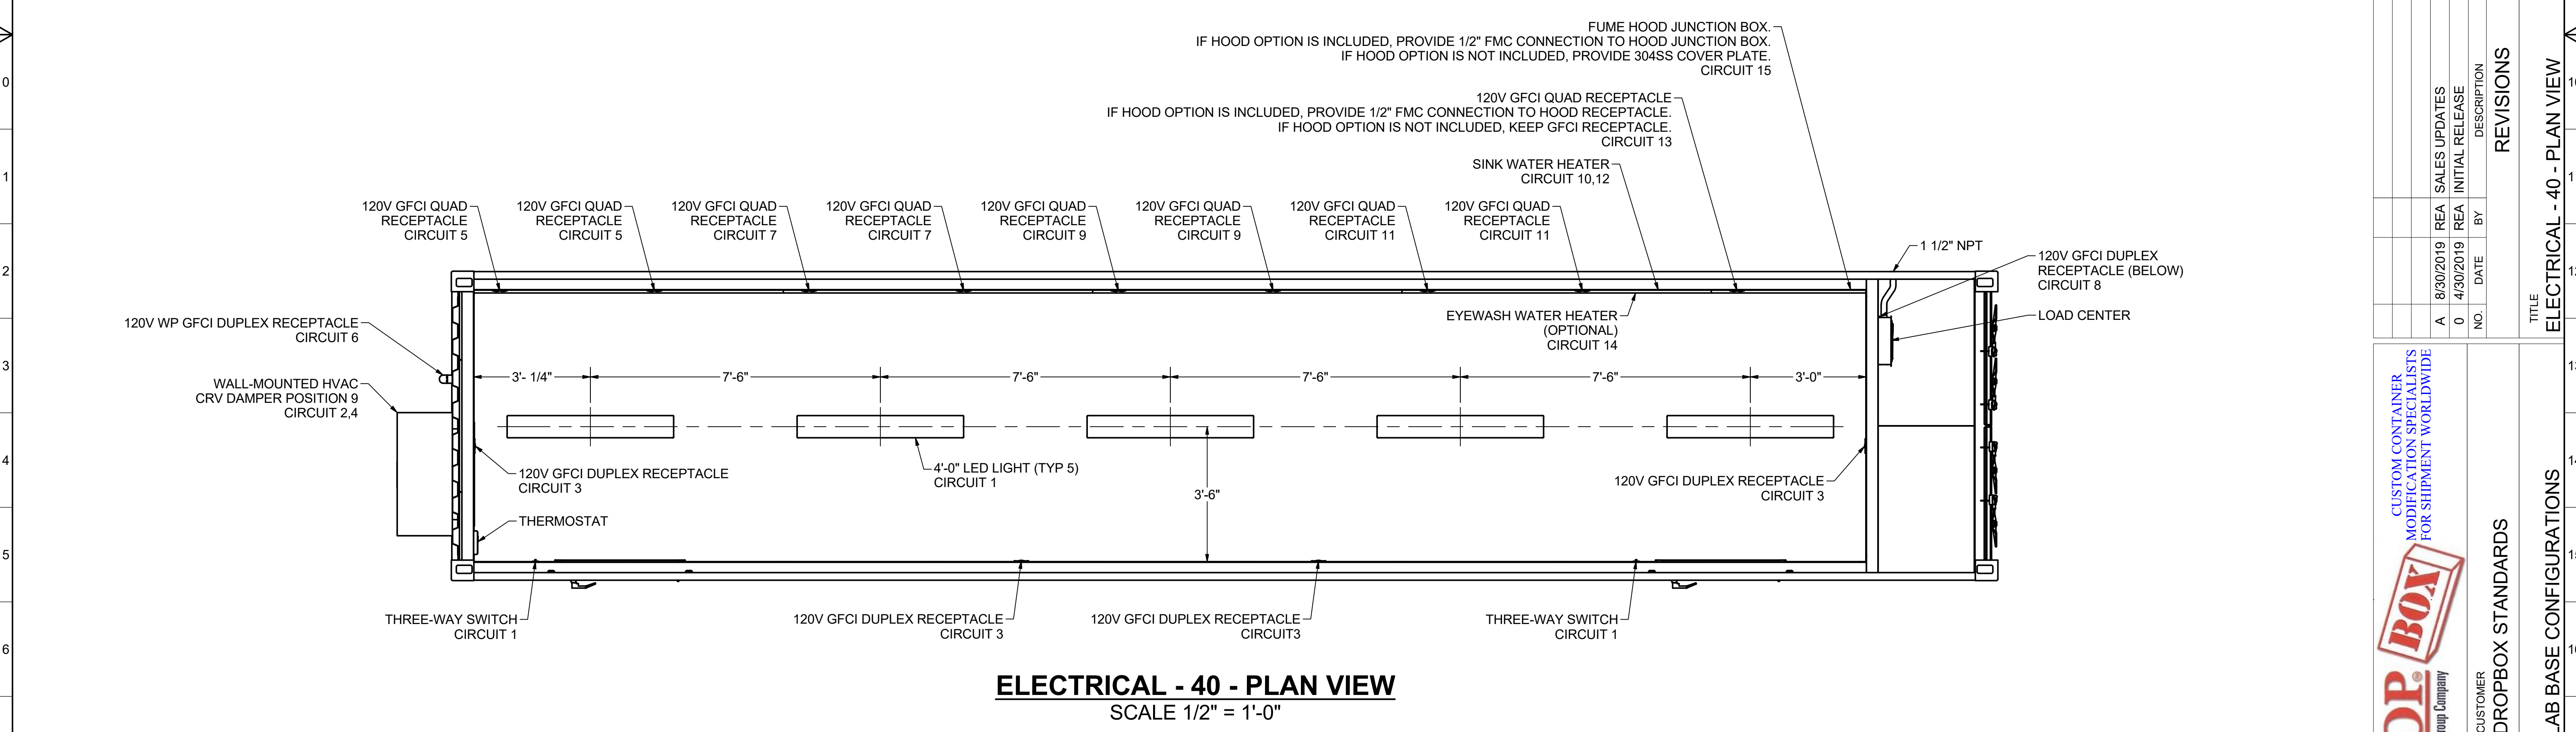 FUME HOOD JUNCTION BOX.
IF HOOD OPTION IS INCLUDED, PROVIDE 1/2" FMC CONNECTION TO HOOD JUNCTION BOX.
IF HOOD OPTION IS NOT INCLUDED, PROVIDE 304SS COVER PLATE.
CIRCUIT 15
120V GFCI QUAD RECEPTACLE
IF HOOD OPTION IS INCLUDED, PROVIDE 1/2" FMC CONNECTION TO HOOD RECEPTACLE.
IF HOOD OPTION IS NOT INCLUDED, KEEP GFCI RECEPTACLE.
CIRCUIT 13
SINK WATER HEATER
CIRCUIT 10,12
120V GFCI QUAD
RECEPTACLE
CIRCUIT 5
120V GFCI QUAD
RECEPTACLE
CIRCUIT 5
120V GFCI QUAD
RECEPTACLE
CIRCUIT 7
120V GFCI QUAD
RECEPTACLE
CIRCUIT 7
120V GFCI QUAD
RECEPTACLE
CIRCUIT 9
120V GFCI QUAD
RECEPTACLE
CIRCUIT 9
120V GFCI QUAD
RECEPTACLE
CIRCUIT 11
120V GFCI QUAD
RECEPTACLE
CIRCUIT 11
1 1/2" NPT
120V GFCI DUPLEX
RECEPTACLE (BELOW)
CIRCUIT 8
LOAD CENTER
EYEWASH WATER HEATER
(OPTIONAL)
CIRCUIT 14
120V WP GFCI DUPLEX RECEPTACLE
CIRCUIT 6
WALL-MOUNTED HVAC
CRV DAMPER POSITION 9
CIRCUIT 2,4
3'- 1/4"
7'-6"
7'-6"
7'-6"
7'-6"
3'-0"
120V GFCI DUPLEX RECEPTACLE
CIRCUIT 3
4'-0" LED LIGHT (TYP 5)
CIRCUIT 1
3'-6"
120V GFCI DUPLEX RECEPTACLE
CIRCUIT 3
THERMOSTAT
THREE-WAY SWITCH
CIRCUIT 1
120V GFCI DUPLEX RECEPTACLE
CIRCUIT 3
120V GFCI DUPLEX RECEPTACLE
CIRCUIT3
THREE-WAY SWITCH
CIRCUIT 1
ELECTRICAL - 40 - PLAN VIEW
SCALE 1/2" = 1'-0"
0
1
2
3
4
5
6
A 8/30/2019 REA SALES UPDATES
0 4/30/2019 REA INITIAL RELEASE
NO. DATE BY DESCRIPTION
REVISIONS
TITLE
ELECTRICAL - 40 - PLAN VIEW
CUSTOM CONTAINER
MODIFICATION SPECIALISTS
FOR SHIPMENT WORLDWIDE
OP BOX
roup Company
CUSTOMER
DROPBOX STANDARDS
LAB BASE CONFIGURATIONS